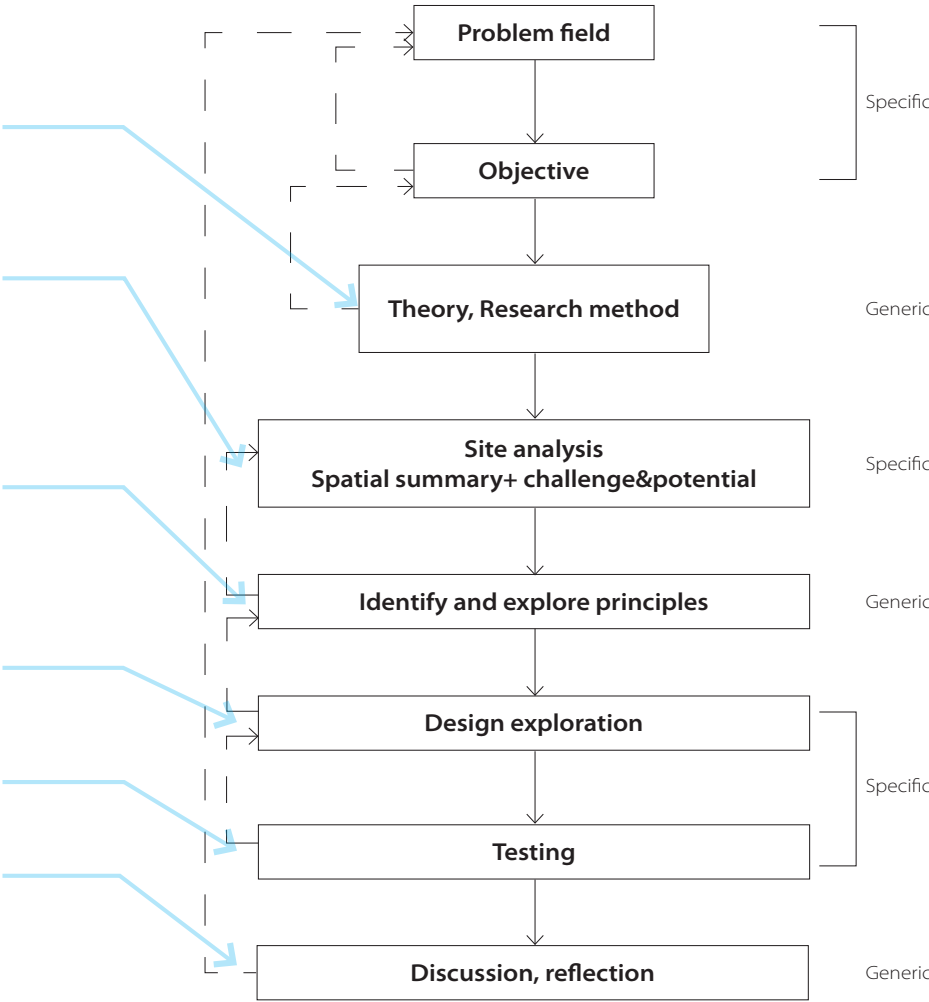 Problem field
Specific
Objective
Theory, Research method
Generic
Site analysis
Spatial summary+ challenge&potential
Specific
Identify and explore principles
Generic
Design exploration
Specific
Testing
Discussion, reflection
Generic